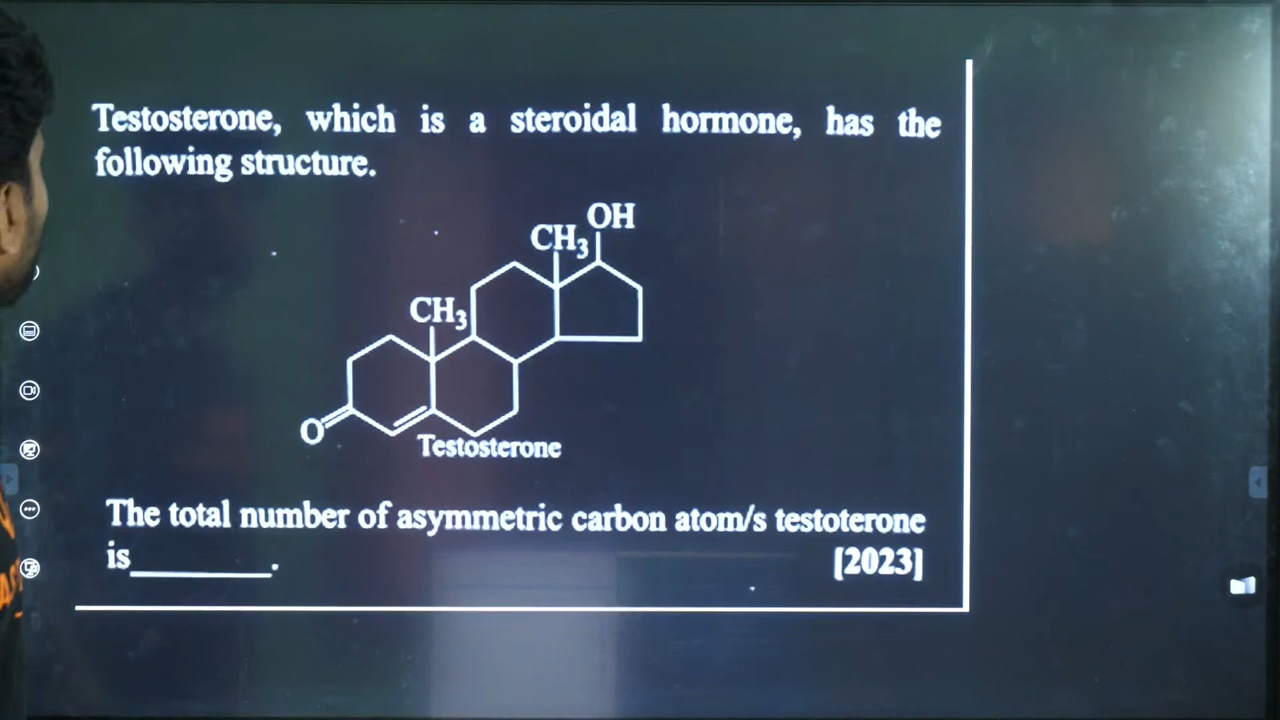 Testosterone, which is a steroidal hormone, has the
following structure.
OH
CH3
CH3
O
Testosterone
The total number of asymmetric carbon atom/s testoterone
is________.
[2023]